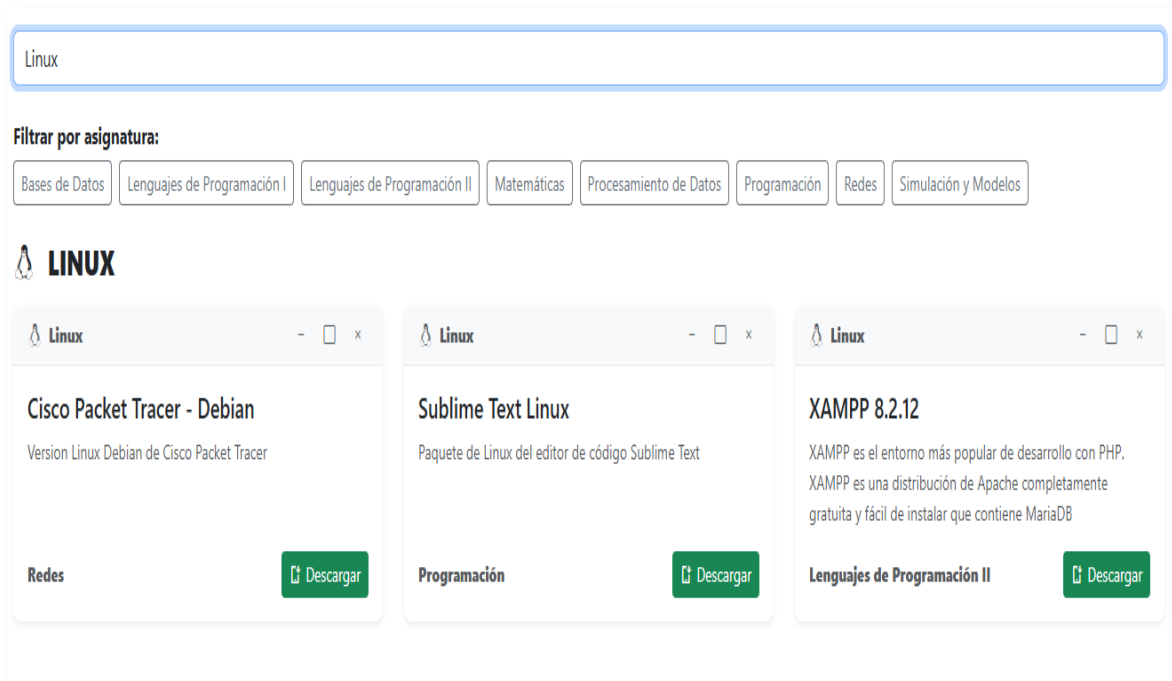 Linux
Filtrar por asignatura:
Bases de Datos Lenguajes de Programación I Lenguajes de Programación II Matemáticas Procesamiento de Datos Programación Redes Simulación y Modelos
LINUX
Linux
Cisco Packet Tracer - Debian
Version Linux Debian de Cisco Packet Tracer
Redes
Descargar
Linux
Sublime Text Linux
Paquete de Linux del editor de código Sublime Text
Programación
Descargar
Linux
XAMPP 8.2.12
XAMPP es el entorno más popular de desarrollo con PHP.
XAMPP es una distribución de Apache completamente
gratuita y fácil de instalar que contiene MariaDB
Lenguajes de Programación II
Descargar